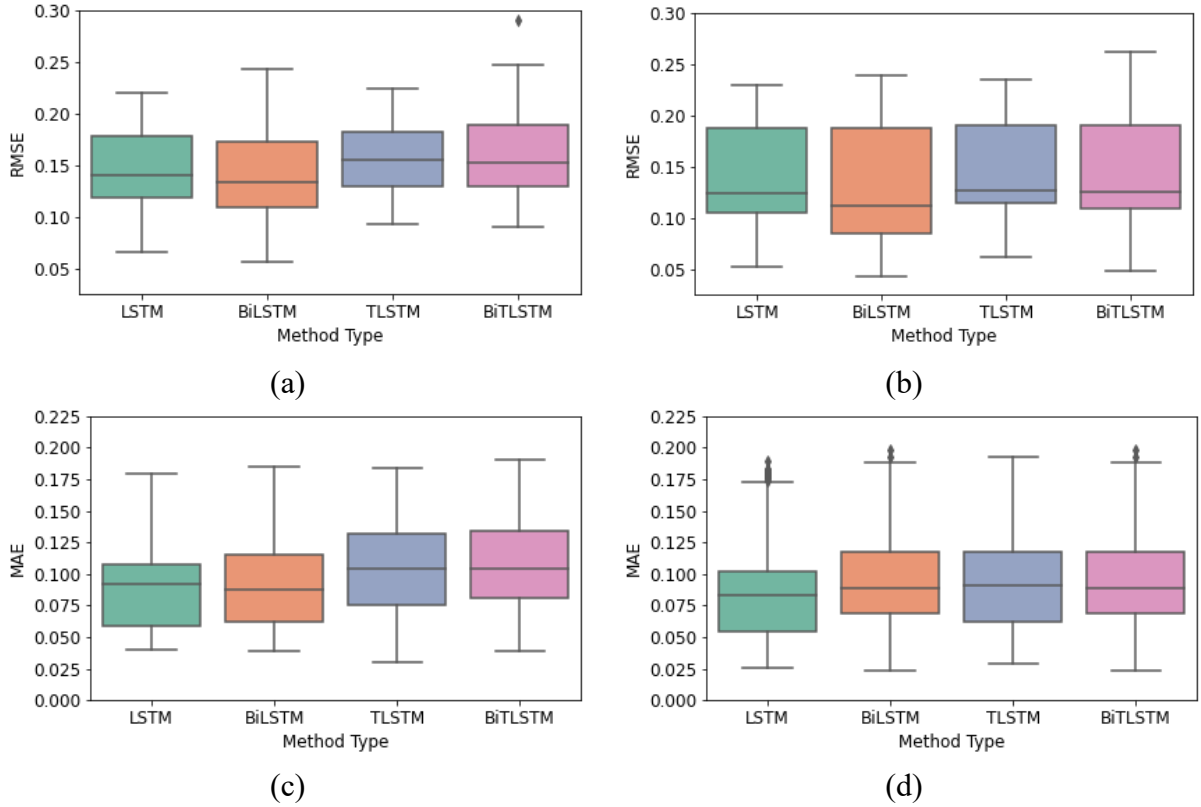 0.30
0.25
0.20
0.15
0.10
0.05
RMSE
LSTM BiLSTM TLSTM BiTLSTM
Method Type
(a)
0.30
0.25
0.20
0.15
0.10
0.05
RMSE
LSTM BiLSTM TLSTM BiTLSTM
Method Type
(b)
0.225
0.200
0.175
0.150
0.125
0.100
0.075
0.050
0.025
0.000
MAE
LSTM BiLSTM TLSTM BiTLSTM
Method Type
(c)
0.225
0.200
0.175
0.150
0.125
0.100
0.075
0.050
0.025
0.000
MAE
LSTM BiLSTM TLSTM BiTLSTM
Method Type
(d)